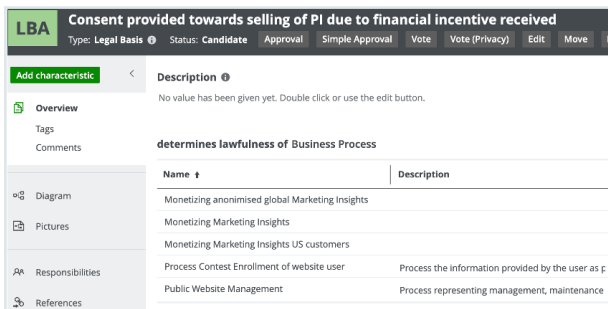 LBA
Consent provided towards selling of PI due to financial incentive received
Type: Legal Basis Status: Candidate Approval Simple Approval Vote Vote (Privacy) Edit Move
Add characteristic
Overview
Tags
Comments
Diagram
Pictures
Responsibilities
References
Description
No value has been given yet. Double click or use the edit button.
determines lawfulness of Business Process
Name ↑ Description
Monetizing anonimised global Marketing Insights
Monetizing Marketing Insights
Monetizing Marketing Insights US customers
Process Contest Enrollment of website user Process the information provided by the user as p
Public Website Management Process representing management, maintenance